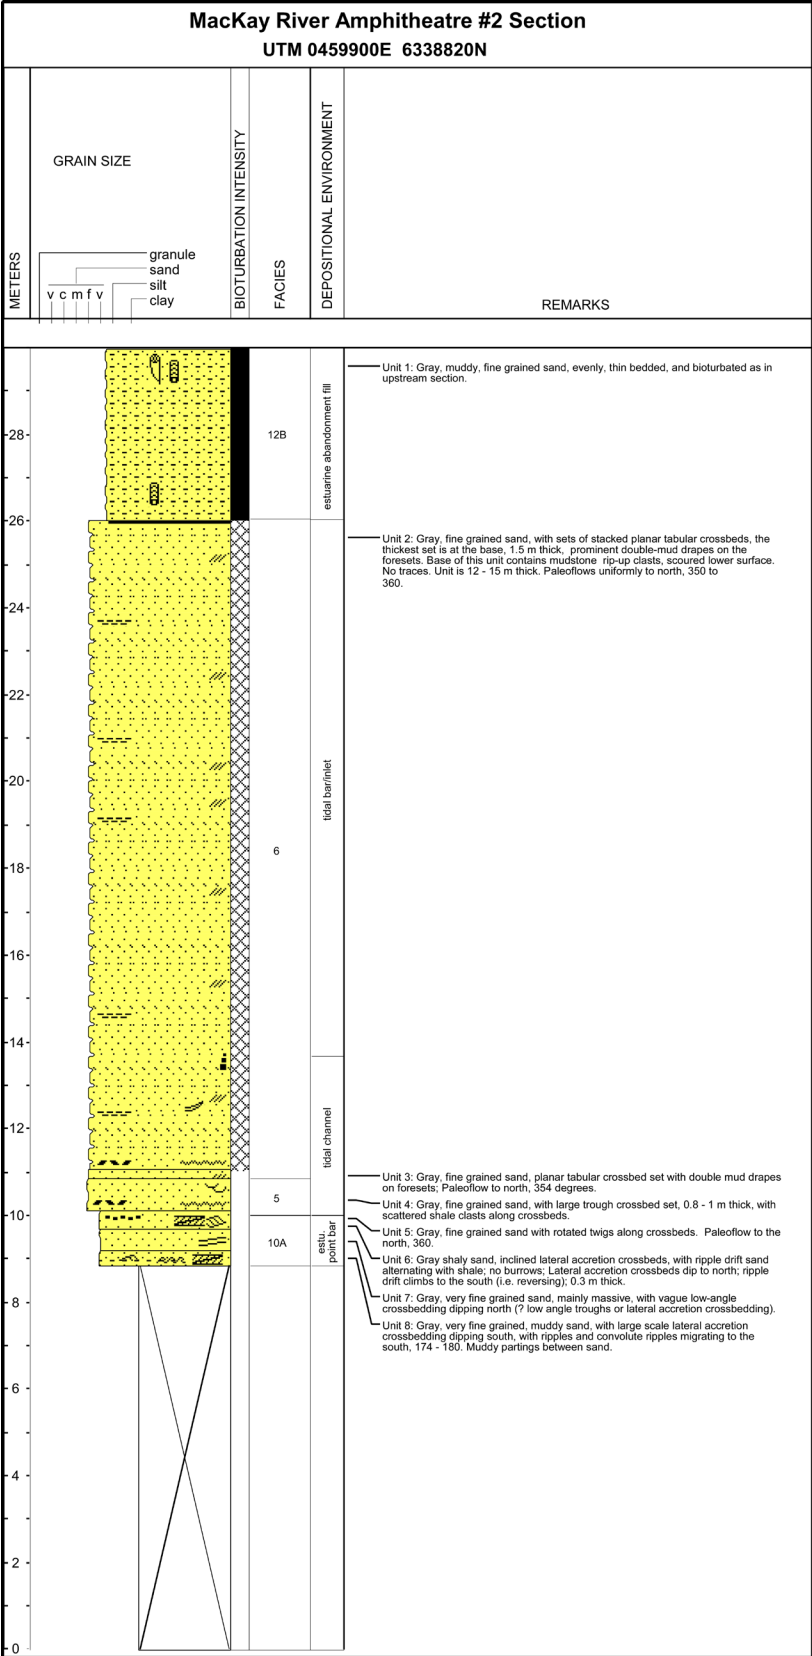 MacKay River Amphitheatre #2 Section
UTM 0459900E 6338820N
METERS
GRAIN SIZE
granule
sand
silt
clay
v c m f v
BIOTURBATION INTENSITY
FACIES
DEPOSITIONAL ENVIRONMENT
REMARKS
28
26
24
22
20
18
16
14
12
10
8
6
4
2
0
12B
6
5
10A
estuarine abandonment fill
tidal bar/inlet
tidal channel
estu.
point bar
Unit 1: Gray, muddy, fine grained sand, evenly, thin bedded, and bioturbated as in
upstream section.
Unit 2: Gray, fine grained sand, with sets of stacked planar tabular crossbeds, the
thickest set is at the base, 1.5 m thick, prominent double-mud drapes on the
foresets. Base of this unit contains mudstone rip-up clasts, scoured lower surface.
No traces. Unit is 12 - 15 m thick. Paleoflows uniformly to north, 350 to
360.
Unit 3: Gray, fine grained sand, planar tabular crossbed set with double mud drapes
on foresets; Paleoflow to north, 354 degrees.
Unit 4: Gray, fine grained sand, with large trough crossbed set, 0.8 - 1 m thick, with
scattered shale clasts along crossbeds.
Unit 5: Gray, fine grained sand with rotated twigs along crossbeds. Paleoflow to the
north, 360.
Unit 6: Gray shaly sand, inclined lateral accretion crossbeds, with ripple drift sand
alternating with shale; no burrows; Lateral accretion crossbeds dip to north; ripple
drift climbs to the south (i.e. reversing); 0.3 m thick.
Unit 7: Gray, very fine grained sand, mainly massive, with vague low-angle
crossbedding dipping north (? low angle troughs or lateral accretion crossbedding).
Unit 8: Gray, very fine grained, muddy sand, with large scale lateral accretion
crossbedding dipping south, with ripples and convolute ripples migrating to the
south, 174 - 180. Muddy partings between sand.